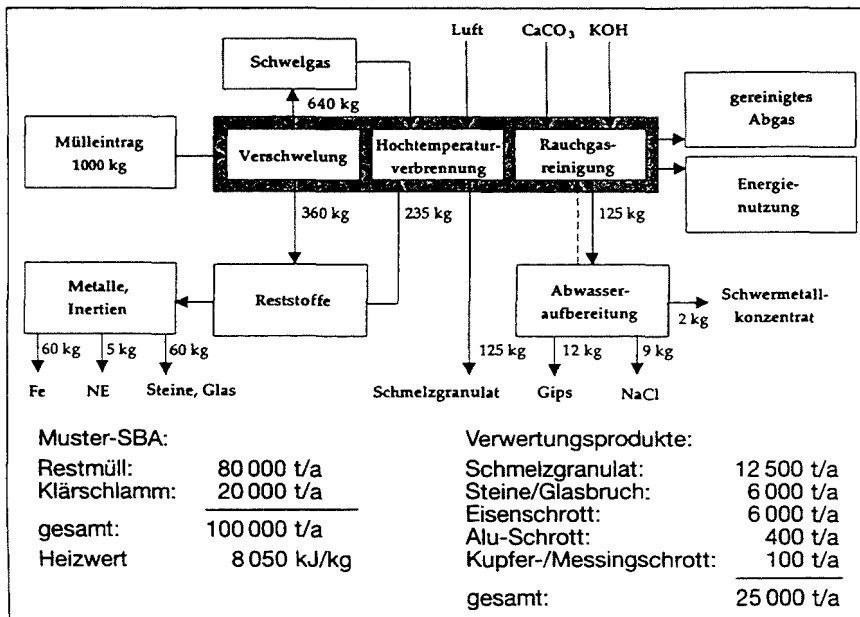 Luft
CaCO₃
KOH
Schwelgas
640 kg
gereinigtes
Abgas
Mülleintrag
1000 kg
Verschwelung
Hochtemperatur-
verbrennung
Rauchgas-
reinigung
Energie-
nutzung
360 kg
235 kg
125 kg
Metalle,
Inertien
Reststoffe
Abwasser-
aufbereitung
Schwermetall-
konzentrat
2 kg
60 kg
5 kg
60 kg
125 kg
12 kg
9 kg
Fe
NE
Steine, Glas
Schmelzgranulat
Gips
NaCl
Muster-SBA:
Restmüll: 80 000 t/a
Klärschlamm: 20 000 t/a
gesamt: 100 000 t/a
Heizwert 8 050 kJ/kg
Verwertungsprodukte:
Schmelzgranulat: 12 500 t/a
Steine/Glasbruch: 6 000 t/a
Eisenschrott: 6 000 t/a
Alu-Schrott: 400 t/a
Kupfer-/Messingschrott: 100 t/a
gesamt: 25 000 t/a